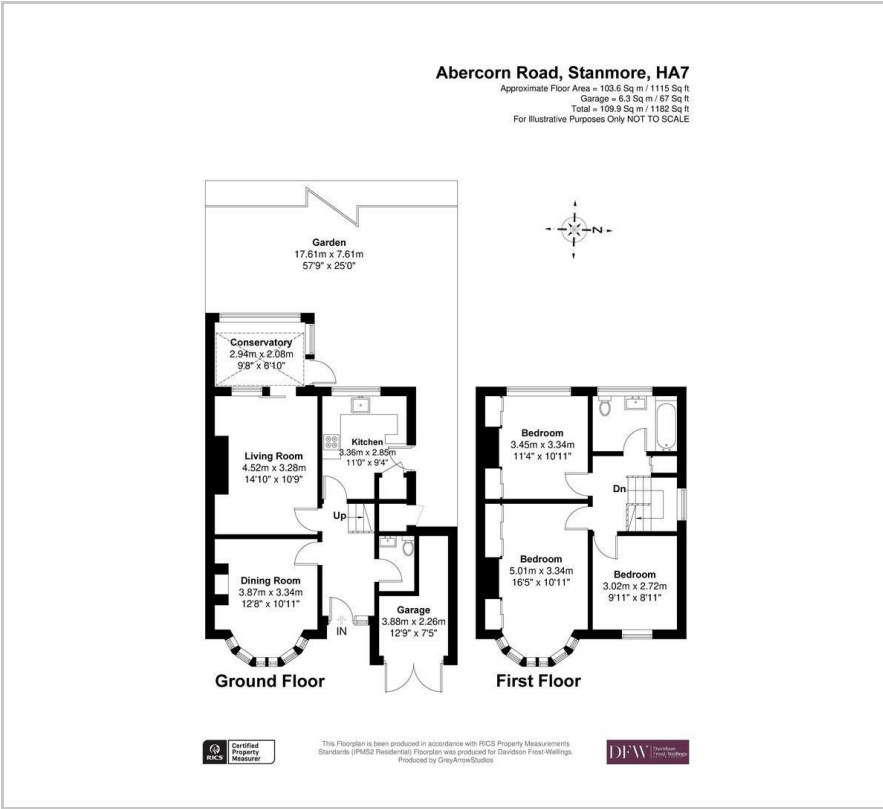 Abercorn Road, Stanmore, HA7
Approximate Floor Area = 103.6 Sq m / 1115 Sq ft
Garage = 6.3 Sq m / 67 Sq ft
Total = 109.9 Sq m / 1182 Sq ft
For Illustrative Purposes Only NOT TO SCALE
Garden
17.61m x 7.61m
57'9" x 25'0"
N
Conservatory
2.94m x 2.08m
9'8" x 6'10"
Kitchen
3.36m x 2.85m
11'0" x 9'4"
Living Room
4.52m x 3.28m
14'10" x 10'9"
Up
Dining Room
3.87m x 3.34m
12'8" x 10'11"
IN
Garage
3.88m x 2.26m
12'9" x 7'5"
Ground Floor
Bedroom
3.45m x 3.34m
11'4" x 10'11"
Dn
Bedroom
5.01m x 3.34m
16'5" x 10'11"
Bedroom
3.02m x 2.72m
9'11" x 8'11"
First Floor
RICS
Certified
Property
Measurer
This Floorplan is been produced in accordance with RICS Property Measurements
Standards (IPMS2 Residential) Floorplan was produced for Davidson Frost-Wellings.
Produced by GreyArrowStudios
DFW
Davidson
Frost-Wellings